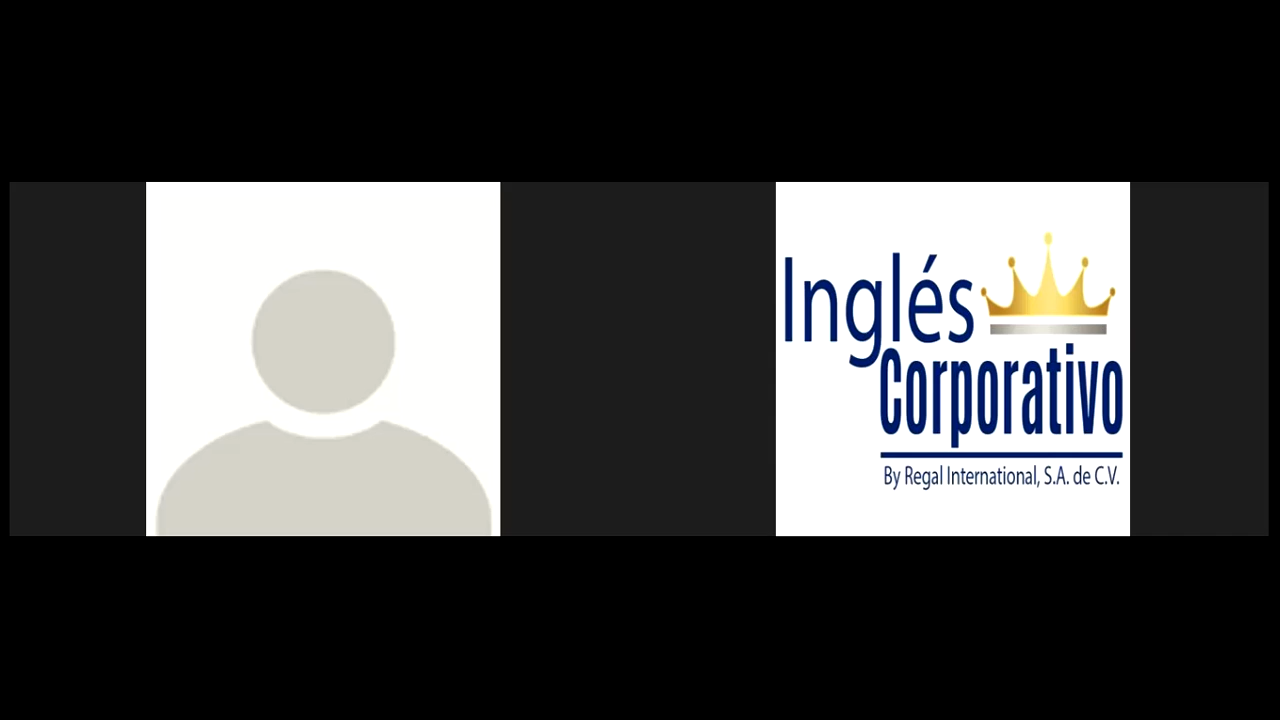 Inglés
Corporativo
By Regal International, S.A. de C.V.